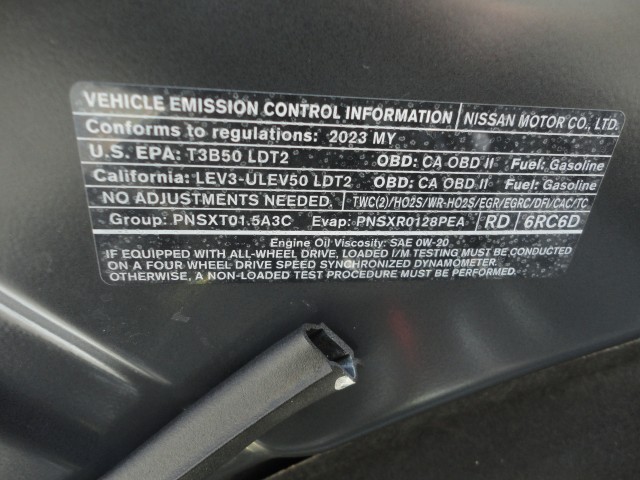 VEHICLE EMISSION CONTROL INFORMATION NISSAN MOTOR CO., LTD.
Conforms to regulations: 2023 MY
U.S. EPA: T3B50 LDT2 OBD: CA OBD II Fuel: Gasoline
California: LEV3-ULEV50 LDT2 OBD: CA OBD II Fuel: Gasoline
NO ADJUSTMENTS NEEDED. TWC(2)/HO2S/WR-HO2S/EGR/EGRC/DFI/CAC/TC
Group: PNSXT01.5A3C Evap: PNSXR0128PEA RD 6RC6D
Engine Oil Viscosity: SAE 0W-20
IF EQUIPPED WITH ALL-WHEEL DRIVE, LOADED I/M TESTING MUST BE CONDUCTED
ON A FOUR WHEEL DRIVE SPEED SYNCHRONIZED DYNAMOMETER.
OTHERWISE, A NON-LOADED TEST PROCEDURE MUST BE PERFORMED.